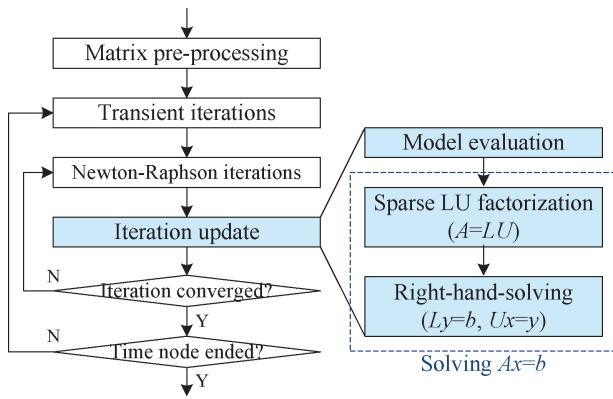 Matrix pre-processing
Transient iterations
Newton-Raphson iterations
Iteration update
N
Iteration converged?
Y
N
Time node ended?
Y
Model evaluation
Sparse LU factorization
(A=LU)
Right-hand-solving
(Ly=b, Ux=y)
Solving Ax=b